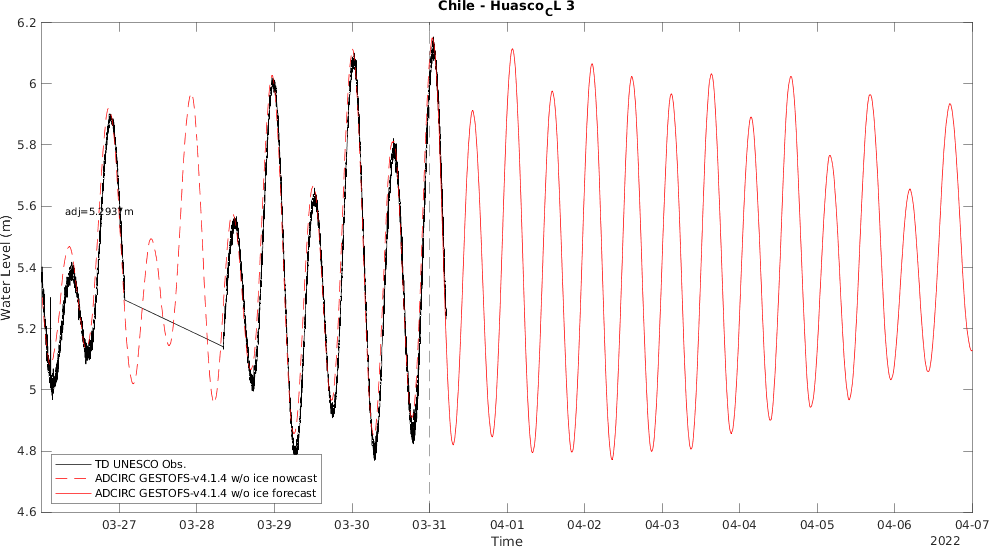 Chile - Huasco_CL 3
6.2
6
5.8
5.6
5.4
5.2
5
4.8
4.6
Water Level (m)
adj=5.2937m
TD UNESCO Obs.
ADCIRC GESTOFS-v4.1.4 w/o ice nowcast
ADCIRC GESTOFS-v4.1.4 w/o ice forecast
03-27 03-28 03-29 03-30 03-31 04-01 04-02 04-03 04-04 04-05 04-06 04-07
Time
2022